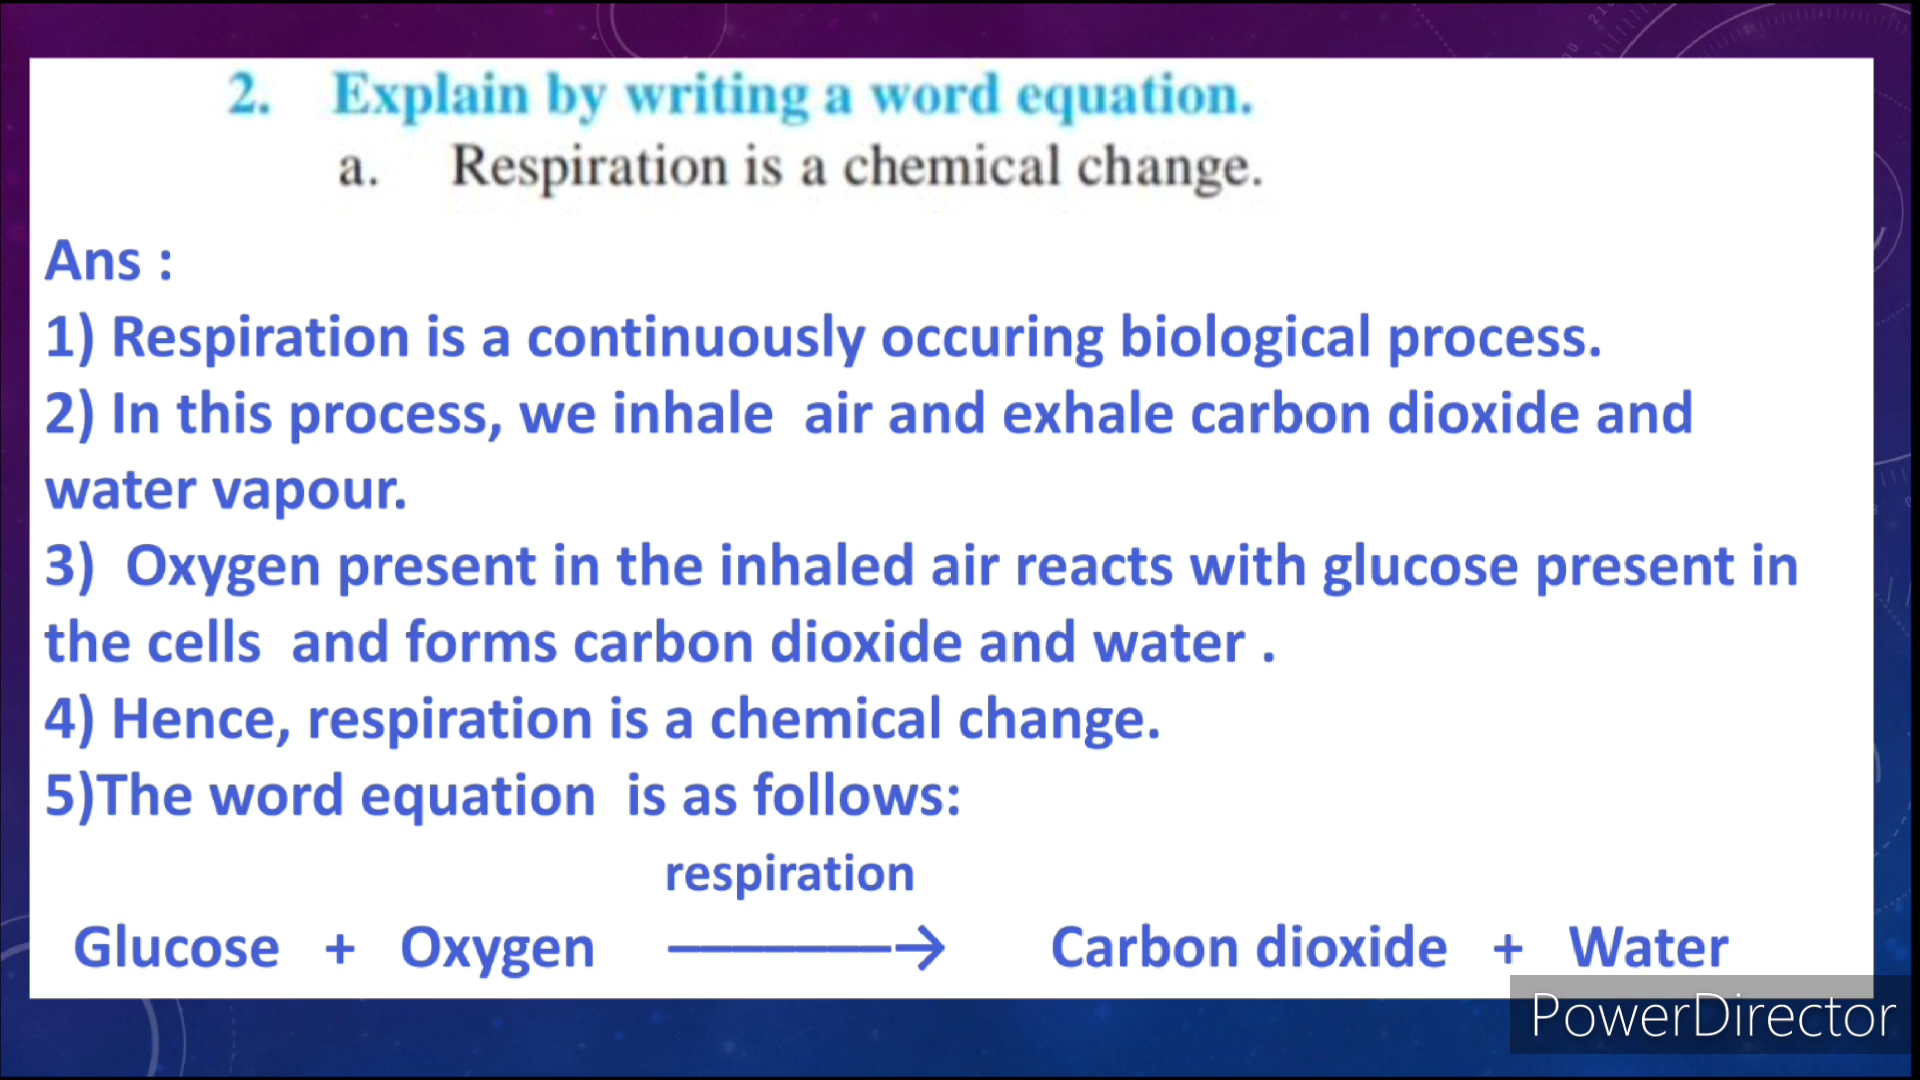 2. Explain by writing a word equation.
a. Respiration is a chemical change.
Ans :
1) Respiration is a continuously occuring biological process.
2) In this process, we inhale air and exhale carbon dioxide and
water vapour.
3) Oxygen present in the inhaled air reacts with glucose present in
the cells and forms carbon dioxide and water .
4) Hence, respiration is a chemical change.
5)The word equation is as follows:
respiration
Glucose + Oxygen ———————→ Carbon dioxide + Water
PowerDirector